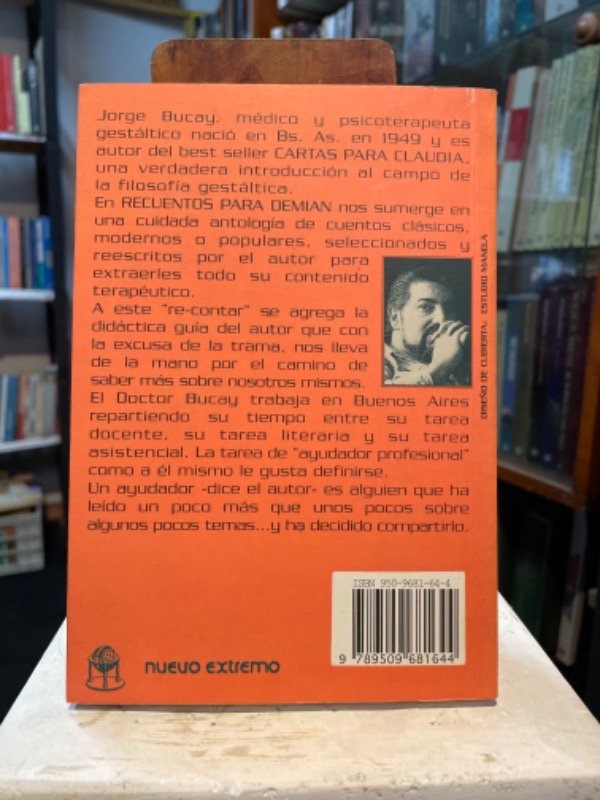 Jorge Bucay, médico y psicoterapeuta
gestáltico nació en Bs. As. en 1949 y es
autor del best seller CARTAS PARA CLAUDIA,
una verdadera introducción al campo de
la filosofía gestáltica.
En RECUENTOS PARA DEMIAN nos sumerge en
una cuidada antología de cuentos clásicos,
modernos o populares, seleccionados y
reescritos por el autor para
extraerles todo su contenido
terapéutico.
A este "re-contar" se agrega la
didáctica guía del autor que con
la excusa de la trama, nos lleva
de la mano por el camino de
saber más sobre nosotros mismos.
El Doctor Bucay trabaja en Buenos Aires
repartiendo su tiempo entre su tarea
docente, su tarea literaria y su tarea
asistencial. La tarea de "ayudador profesional"
como a él mismo le gusta definirse.
Un ayudador -dice el autor- es alguien que ha
leído un poco más que unos pocos sobre
algunos pocos temas...y ha decidido compartirlo.
DISEÑO DE CUBIERTA: ESTUDIO MANELA
ISBN 950-9681-64-4
9 789509 681644
nuevo extremo